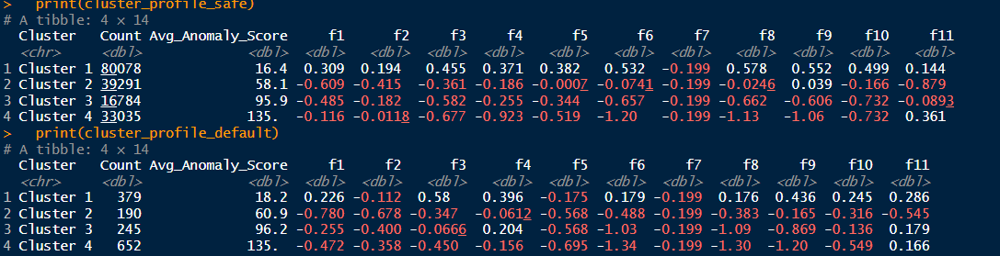 > print(cluster_profile_safe)
# A tibble: 4 × 14
Cluster Count Avg_Anomaly_Score f1 f2 f3 f4 f5 f6 f7 f8 f9 f10 f11
<chr> <dbl> <dbl> <dbl> <dbl> <dbl> <dbl> <dbl> <dbl> <dbl> <dbl> <dbl> <dbl> <dbl>
1 Cluster 1 80078 16.4 0.309 0.194 0.455 0.371 0.382 0.532 -0.199 0.578 0.552 0.499 0.144
2 Cluster 2 39291 58.1 -0.609 -0.415 -0.361 -0.186 -0.0007 -0.0741 -0.199 -0.0246 0.039 -0.166 -0.879
3 Cluster 3 16784 95.9 -0.485 -0.182 -0.582 -0.255 -0.344 -0.657 -0.199 -0.662 -0.606 -0.732 -0.0893
4 Cluster 4 33035 135. -0.116 -0.0118 -0.677 -0.923 -0.519 -1.20 -0.199 -1.13 -1.06 -0.732 0.361
> print(cluster_profile_default)
# A tibble: 4 × 14
Cluster Count Avg_Anomaly_Score f1 f2 f3 f4 f5 f6 f7 f8 f9 f10 f11
<chr> <dbl> <dbl> <dbl> <dbl> <dbl> <dbl> <dbl> <dbl> <dbl> <dbl> <dbl> <dbl> <dbl>
1 Cluster 1 379 18.2 0.226 -0.112 0.58 0.396 -0.175 0.179 -0.199 0.176 0.436 0.245 0.286
2 Cluster 2 190 60.9 -0.780 -0.678 -0.347 -0.0612 -0.568 -0.488 -0.199 -0.383 -0.165 -0.316 -0.545
3 Cluster 3 245 96.2 -0.255 -0.400 -0.0666 0.204 -0.568 -1.03 -0.199 -1.09 -0.869 -0.136 0.179
4 Cluster 4 652 135. -0.472 -0.358 -0.450 -0.156 -0.695 -1.34 -0.199 -1.30 -1.20 -0.549 0.166